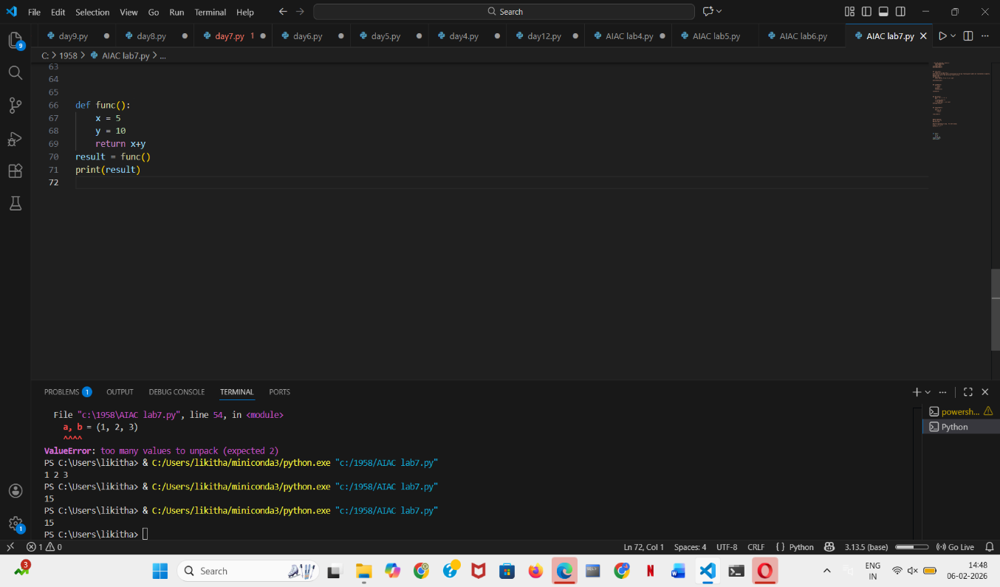 File Edit Selection View Go Run Terminal Help Search
day9.py day8.py day7.py 1 day6.py day5.py day4.py day12.py AIAC lab4.py AIAC lab5.py AIAC lab6.py AIAC lab7.py
9
C: > 1958 > AIAC lab7.py > ...
63
64
65
66 def func():
67 x = 5
68 y = 10
69 return x+y
70 result = func()
71 print(result)
72
PROBLEMS 1 OUTPUT DEBUG CONSOLE TERMINAL PORTS
File "c:\1958\AIAC lab7.py", line 54, in <module>
a, b = (1, 2, 3)
^^^^
ValueError: too many values to unpack (expected 2)
PS C:\Users\likitha> & C:/Users/likitha/miniconda3/python.exe "c:/1958/AIAC lab7.py"
1 2 3
PS C:\Users\likitha> & C:/Users/likitha/miniconda3/python.exe "c:/1958/AIAC lab7.py"
15
PS C:\Users\likitha> & C:/Users/likitha/miniconda3/python.exe "c:/1958/AIAC lab7.py"
15
PS C:\Users\likitha>
powersh...
Python
1
1 0 Ln 72, Col 1 Spaces: 4 UTF-8 CRLF { } Python 3.13.5 (base) Go Live
3
Search
ENG
IN
14:48
06-02-2026